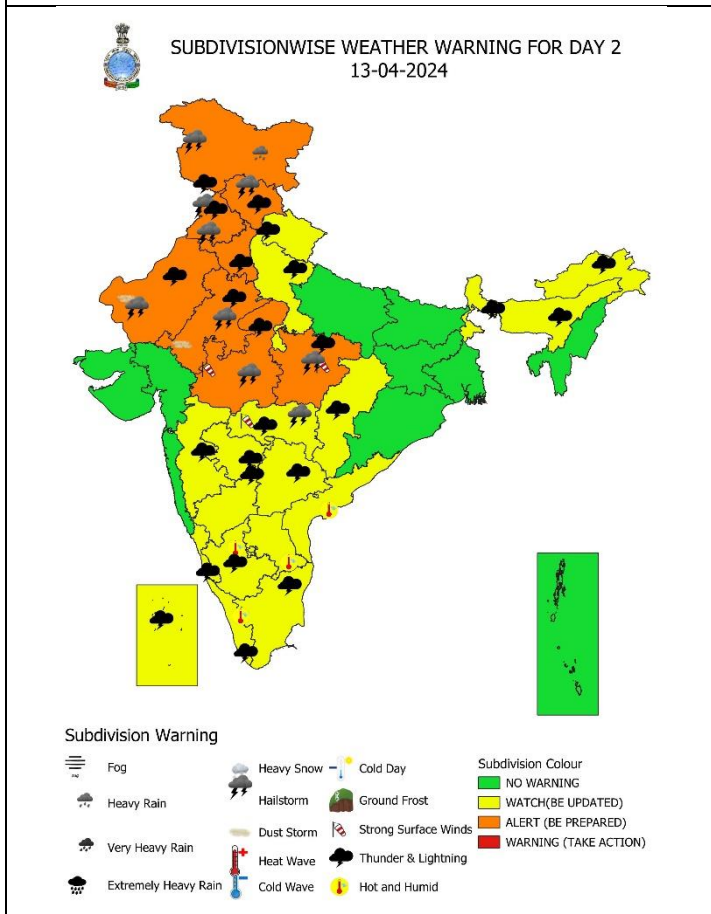 SUBDIVISIONWISE WEATHER WARNING FOR DAY 2
13-04-2024
Subdivision Warning
Fog
Heavy Rain
Very Heavy Rain
Extremely Heavy Rain
Heavy Snow
Hailstorm
Dust Storm
Heat Wave
Cold Wave
Cold Day
Ground Frost
Strong Surface Winds
Thunder & Lightning
Hot and Humid
Subdivision Colour
NO WARNING
WATCH(BE UPDATED)
ALERT (BE PREPARED)
WARNING (TAKE ACTION)